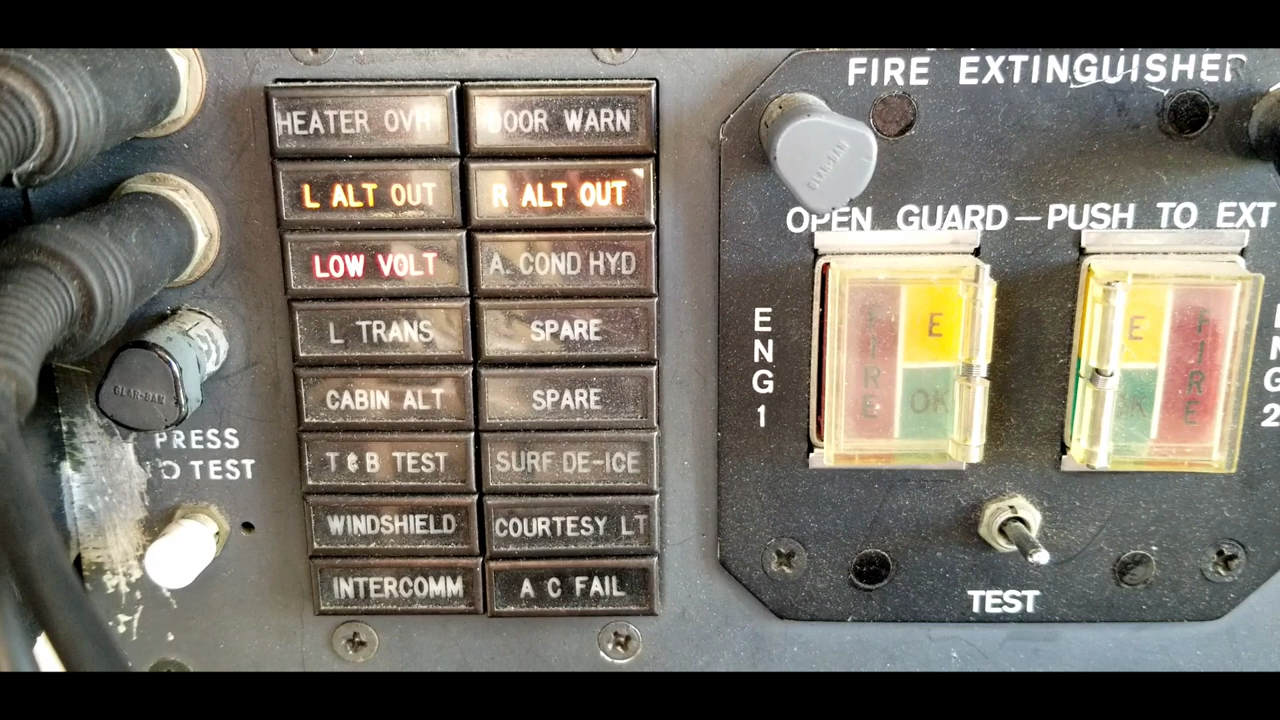 HEATER OVH
DOOR WARN
L ALT OUT
R ALT OUT
LOW VOLT
A. COND HYD
L TRANS
SPARE
CABIN ALT
SPARE
T & B TEST
SURF DE-ICE
WINDSHIELD
COURTESY LT
INTERCOMM
A C FAIL
PRESS
TO TEST
FIRE EXTINGUISHER
OPEN GUARD — PUSH TO EXT
ENG 1
FIRE
E
OK
E
OK
FIRE
2
TEST